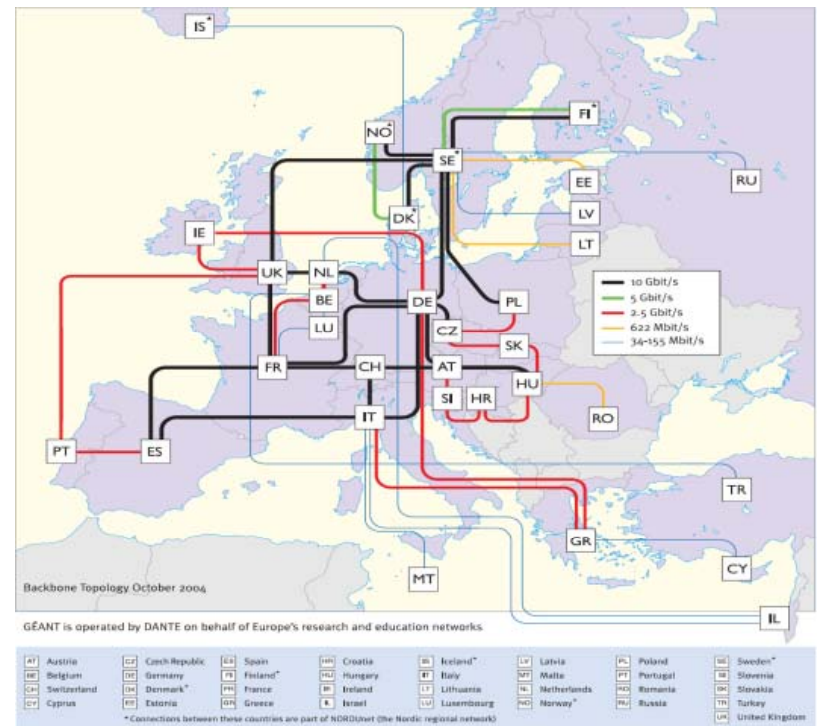 IS*
FI*
NO*
SE*
RU
EE
DK*
LV
IE
LT
UK
NL
BE
DE
PL
LU
CZ
SK
FR
CH
AT
HU
SI
HR
IT
RO
PT
ES
TR
GR
CY
MT
IL
10 Gbit/s
5 Gbit/s
2.5 Gbit/s
622 Mbit/s
34-155 Mbit/s
Backbone Topology October 2004
GÉANT is operated by DANTE on behalf of Europe's research and education networks.
AT Austria CZ Czech Republic ES Spain HR Croatia IS Iceland* LV Latvia PL Poland SE Sweden*
BE Belgium DE Germany FI Finland* HU Hungary IT Italy MT Malta PT Portugal SI Slovenia
CH Switzerland DK Denmark* FR France IE Ireland LT Lithuania NL Netherlands RO Romania SK Slovakia
CY Cyprus EE Estonia GR Greece IL Israel LU Luxembourg NO Norway* RU Russia TR Turkey
*Connections between these countries are part of NORDUnet (the Nordic regional network) UK United Kingdom